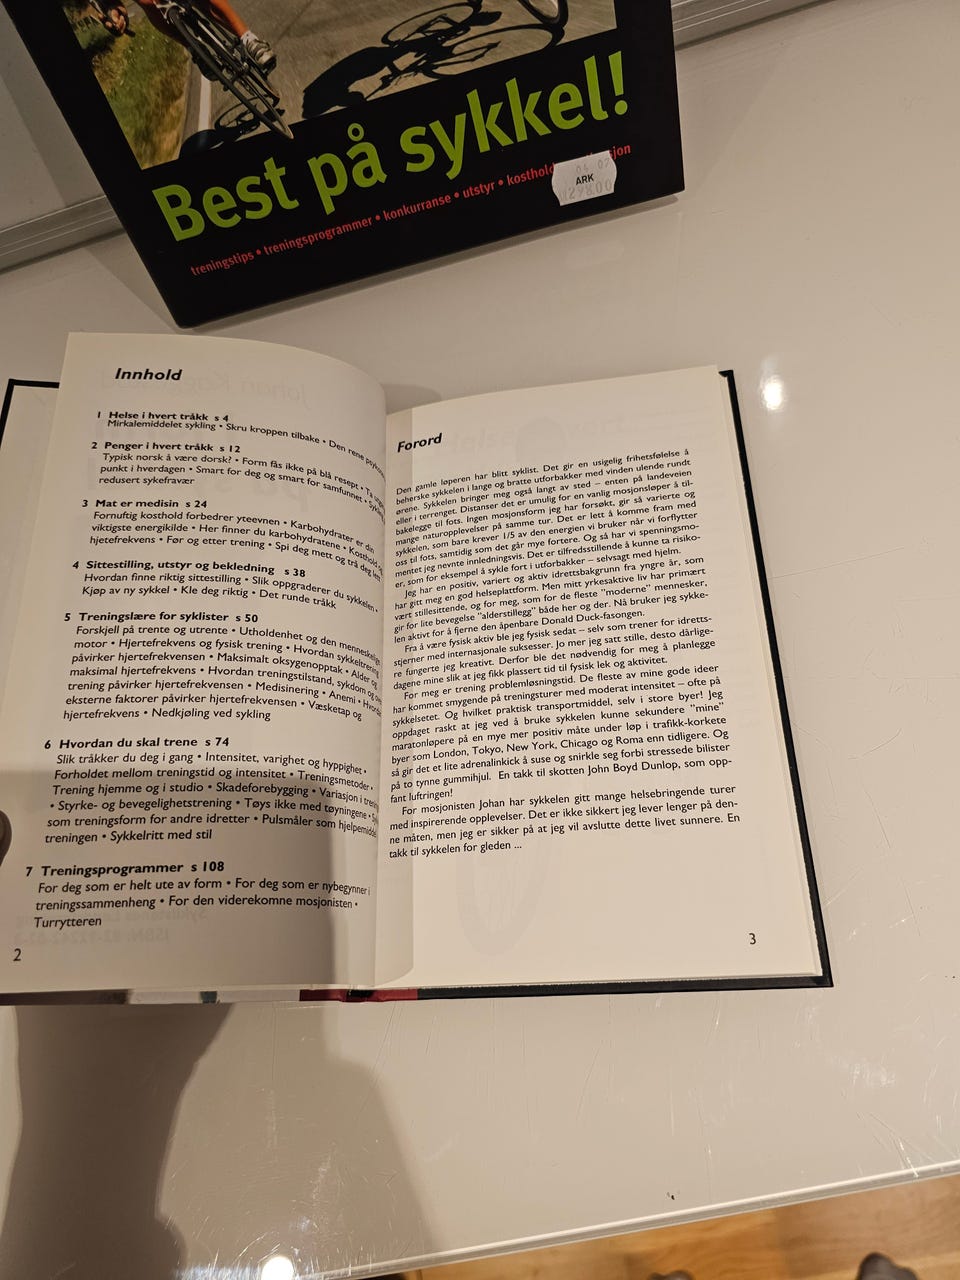 Best på sykkel!
treningstips • treningsprogrammer • konkurranse • utstyr • kosthold
ARK
Innhold
1 Helse i hvert tråkk s 4
Mirkalemiddelet sykling • Skru kroppen tilbake • Den rene
2 Penger i hvert tråkk s 12
Typisk norsk å være dorsk? • Form fås ikke på blå resept •
punkt i hverdagen • Smart for deg og smart for samfunnet •
redusert sykefravær
3 Mat er medisin s 24
Fornuftig kosthold forbedrer yteevnen • Karbohydrater er din
viktigste energikilde • Her finner du karbohydratene • Kosthold og
hjetefrekvens • Før og etter trening • Spi deg mett og trå deg
4 Sittestilling, utstyr og bekledning s 38
Hvordan finne riktig sittestilling • Slik oppgraderer du sykkelen •
Kjøp av ny sykkel • Kle deg riktig • Det runde tråkk
5 Treningslære for syklister s 50
Forskjell på trente og utrente • Utholdenhet og den menneskelige
motor • Hjertefrekvens og fysisk trening • Hvordan sykkeltrening
påvirker hjertefrekvensen • Maksimalt oksygenopptak • Alder og
maksimal hjertefrekvens • Hvordan treningstilstand, sykdom og
trening påvirker hjertefrekvensen • Medisinering • Anemi •
eksterne faktorer påvirker hjertefrekvensen • Væsketap og
hjertefrekvens • Nedkjøling ved sykling
6 Hvordan du skal trene s 74
Slik tråkker du deg i gang • Intensitet, varighet og hyppighet •
Forholdet mellom treningstid og intensitet • Treningsmetoder •
Trening hjemme og i studio • Skadeforebygging • Variasjon i
• Styrke- og bevegelighetstrening • Tøys ikke med tøyningene •
som treningsform for andre idretter • Pulsmåler som
treningen • Sykkelritt med stil
7 Treningsprogrammer s 108
For deg som er helt ute av form • For deg som er nybegynner i
treningssammenheng • For den viderekomne mosjonisten •
Turrytteren
2
Forord
Den gamle løperen har blitt syklist. Det gir en usigelig frihetsfølelse å
beherske sykkelen i lange og bratte utforbakker med vinden ulende rundt
ørene. Sykkelen bringer meg også langt av sted – enten på landeveien
eller i terrenget. Distanser det er umulig for en vanlig mosjonsløper å til-
bakelegge til fots. Ingen mosjonsform jeg har forsøkt, gir så varierte og
mange naturopplevelser på samme tur. Det er lett å komme fram med
sykkelen, som bare krever 1/5 av den energien vi bruker når vi forflytter
oss til fots, samtidig som det går mye fortere. Og så har vi spenningsmo-
mentet jeg nevnte innledningsvis. Det er tilfredsstillende å kunne ta risiko-
er, som for eksempel å sykle fort i utforbakker – selvsagt med hjelm.
Jeg har en positiv, variert og aktiv idrettsbakgrunn fra yngre år, som
har gitt meg en god helseplattform. Men mitt yrkesaktive liv har primært
vært stillesittende, og for meg, som for de fleste "moderne" mennesker,
gir for lite bevegelse "alderstillegg" både her og der. Nå bruker jeg sykke-
len aktivt for å fjerne den åpenbare Donald Duck-fasongen.
Fra å være fysisk aktiv ble jeg fysisk sedat – selv som trener for idretts-
stjerner med internasjonale suksesser. Jo mer jeg satt stille, desto dårlige-
re fungerte jeg kreativt. Derfor ble det nødvendig for meg å planlegge
dagene mine slik at jeg fikk plassert tid til fysisk lek og aktivitet.
For meg er trening problemløsningstid. De fleste av mine gode ideer
har kommet smygende på treningsturer med moderat intensitet – ofte på
sykkelsetet. Og hvilket praktisk transportmiddel, selv i store byer! Jeg
oppdaget raskt at jeg ved å bruke sykkelen kunne sekundere "mine"
maratonløpere på en mye mer positiv måte under løp i trafikk-korkete
byer som London, Tokyo, New York, Chicago og Roma enn tidligere. Og
så gir det et lite adrenalinkick å suse og snirkle seg forbi stressede bilister
på to tynne gummihjul. En takk til skotten John Boyd Dunlop, som opp-
fant luftringen!
For mosjonisten Johan har sykkelen gitt mange helsebringende turer
med inspirerende opplevelser. Det er ikke sikkert jeg lever lenger på den-
ne måten, men jeg er sikker på at jeg vil avslutte dette livet sunnere. En
takk til sykkelen for gleden ...
3